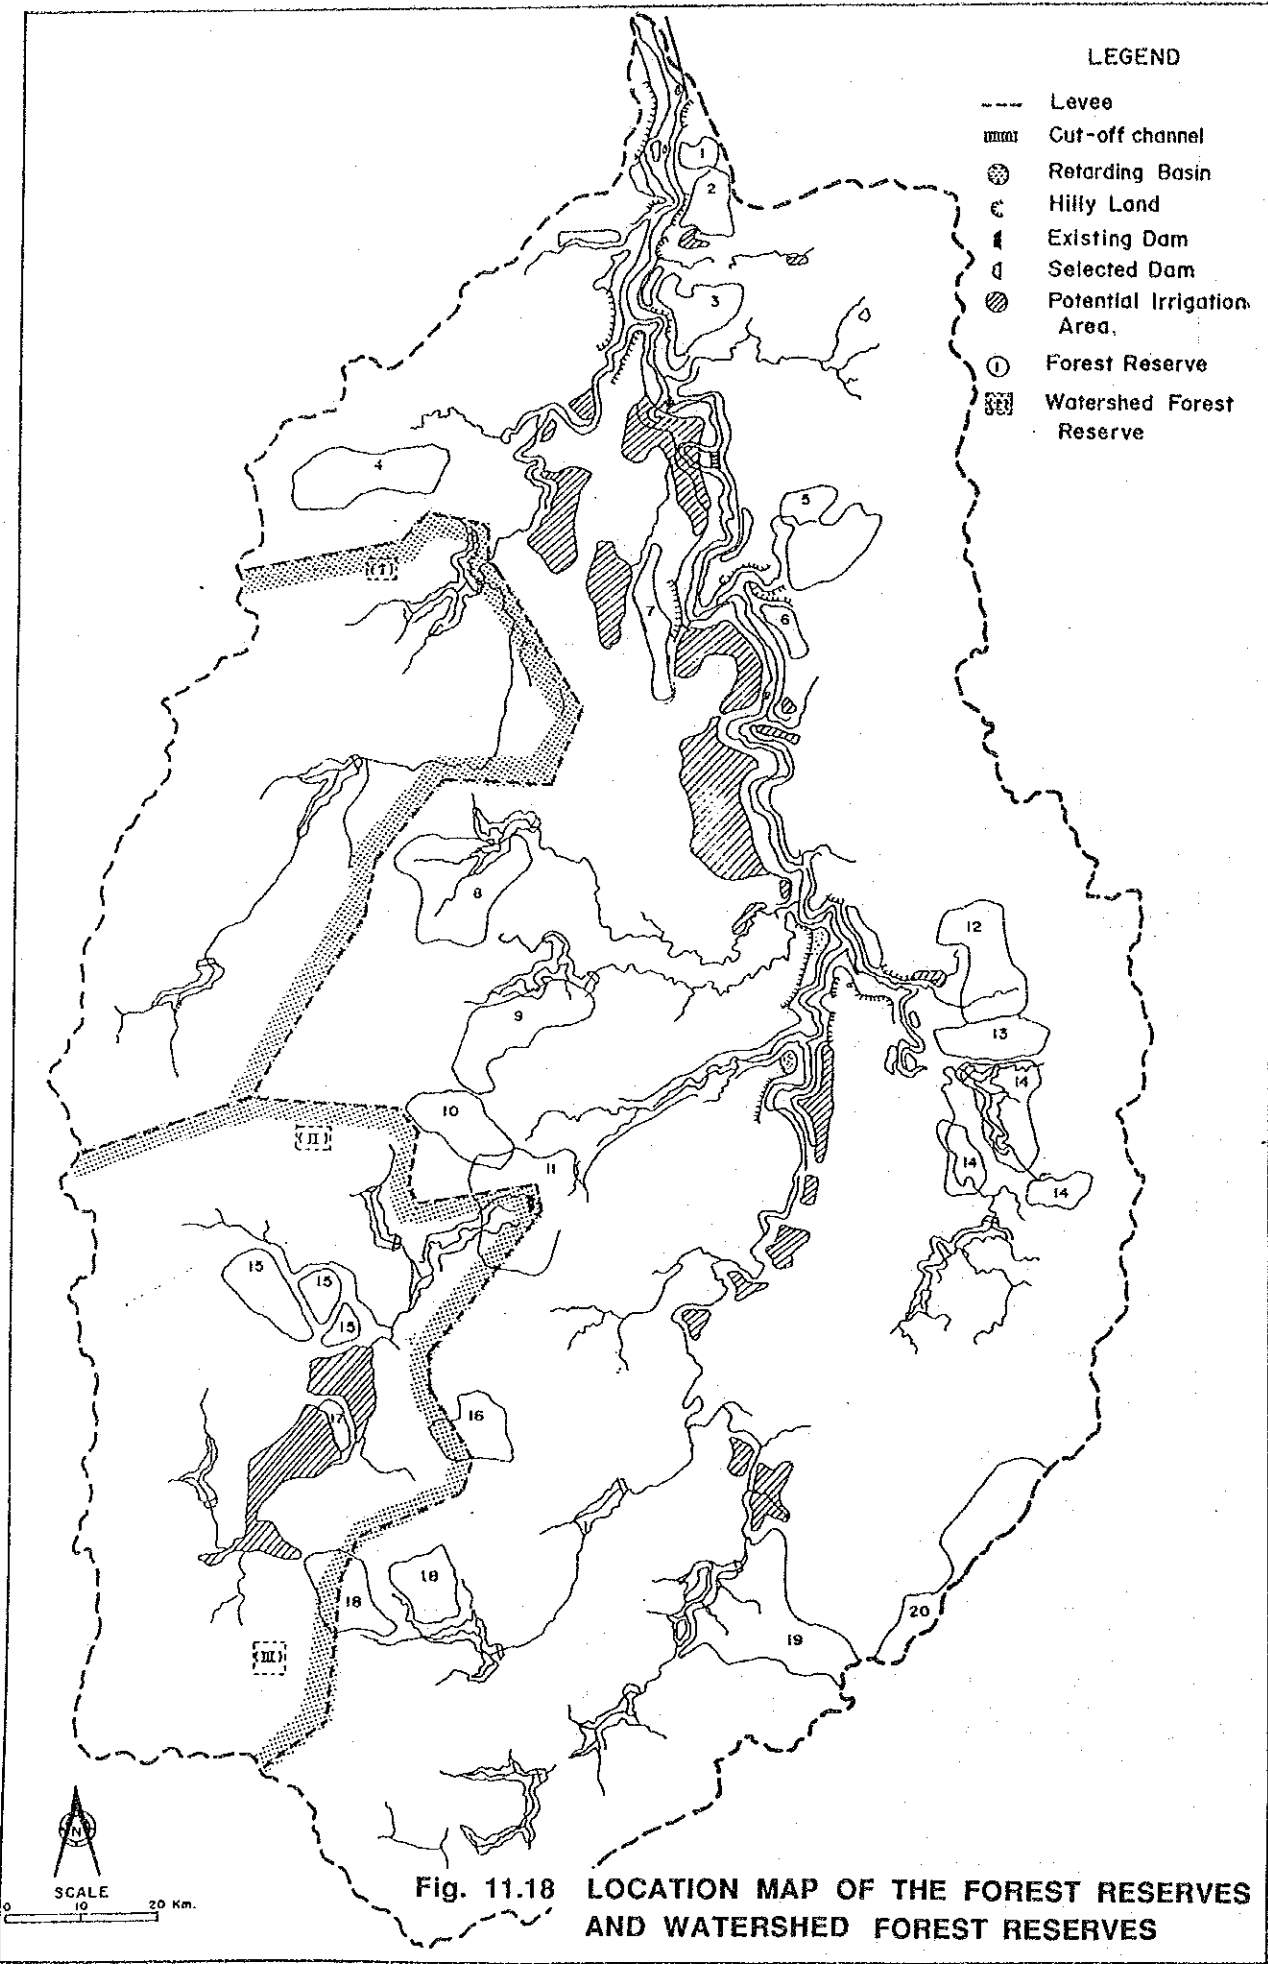 LEGEND
Levee
Cut-off channel
Retarding Basin
Hilly Land
Existing Dam
Selected Dam
Potential Irrigation
Area.
1 Forest Reserve
(I) Watershed Forest
Reserve
1
2
3
4
5
(I)
7
6
8
12
9
13
14
10
(II)
11
14
14
15
15
15
16
17
18
18
20
19
(III)
N
SCALE
0 10 20 Km.
Fig. 11.18 LOCATION MAP OF THE FOREST RESERVES
AND WATERSHED FOREST RESERVES